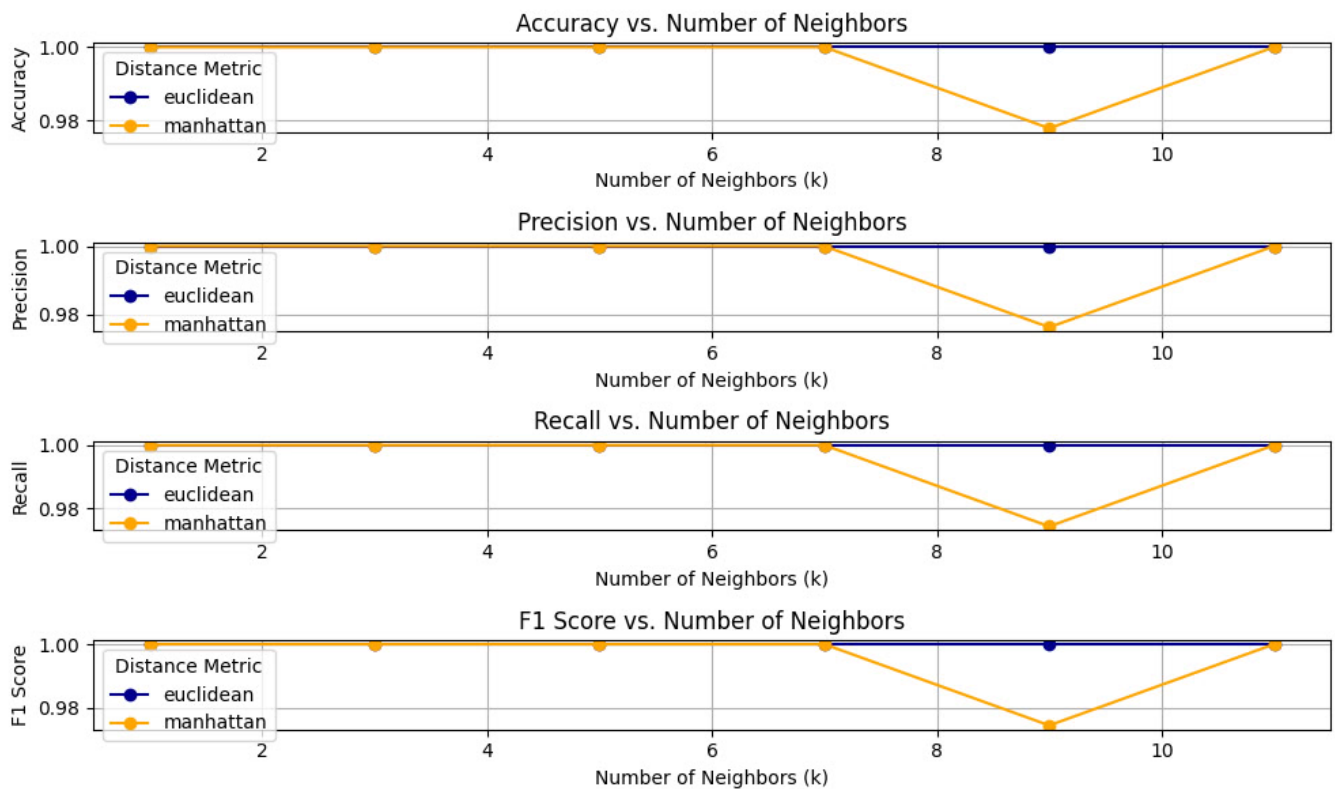 Accuracy vs. Number of Neighbors
Accuracy
1.00
0.98
Distance Metric
euclidean
manhattan
2 4 6 8 10
Number of Neighbors (k)
Precision vs. Number of Neighbors
Precision
1.00
0.98
Distance Metric
euclidean
manhattan
2 4 6 8 10
Number of Neighbors (k)
Recall vs. Number of Neighbors
Recall
1.00
0.98
Distance Metric
euclidean
manhattan
2 4 6 8 10
Number of Neighbors (k)
F1 Score vs. Number of Neighbors
F1 Score
1.00
0.98
Distance Metric
euclidean
manhattan
2 4 6 8 10
Number of Neighbors (k)